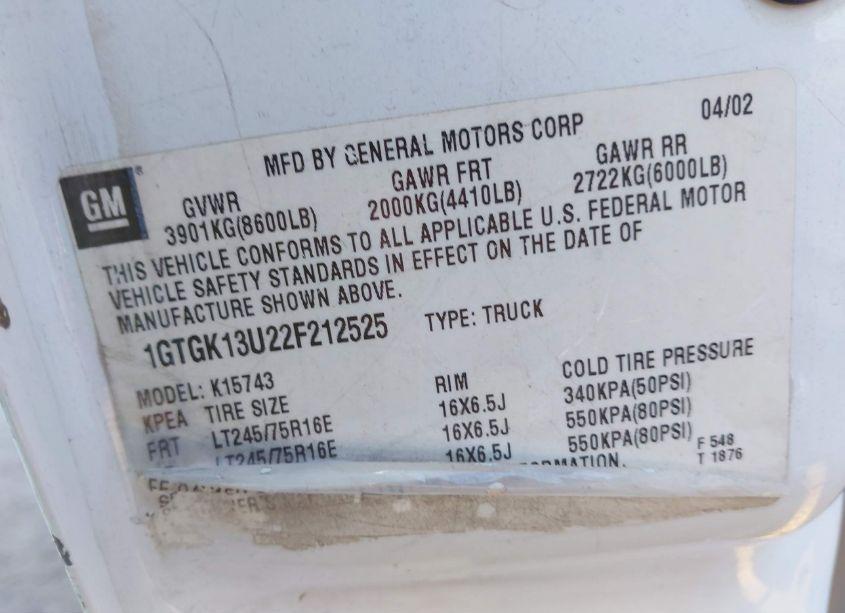 04/02
MFD BY GENERAL MOTORS CORP
GM
GVWR GAWR FRT GAWR RR
3901KG(8600LB) 2000KG(4410LB) 2722KG(6000LB)
THIS VEHICLE CONFORMS TO ALL APPLICABLE U.S. FEDERAL MOTOR
VEHICLE SAFETY STANDARDS IN EFFECT ON THE DATE OF
MANUFACTURE SHOWN ABOVE.
1GTGK13U22F212525 TYPE: TRUCK
MODEL: K15743
KPEA TIRE SIZE RIM COLD TIRE PRESSURE
FRT LT245/75R16E 16X6.5J 340KPA(50PSI)
LT245/75R16E 16X6.5J 550KPA(80PSI)
16X6.5J 550KPA(80PSI)
F 548
T 1876